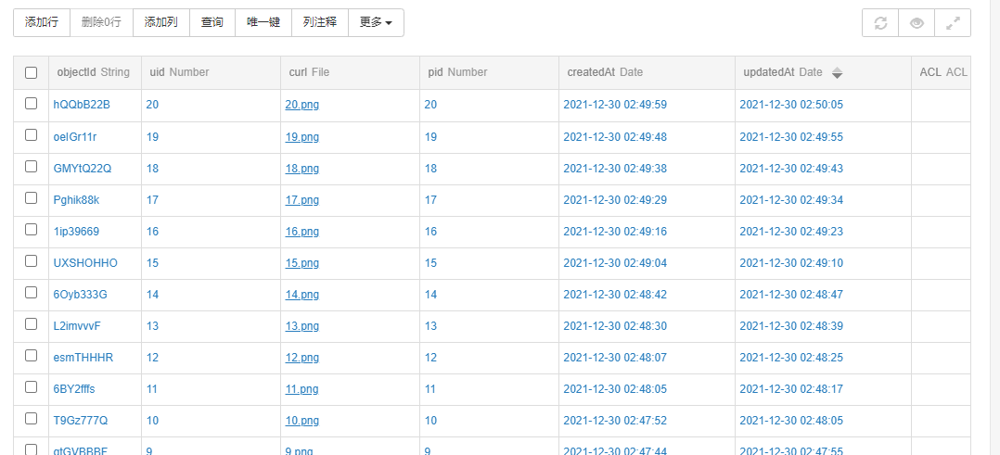 添加行 删除0行 添加列 查询 唯一键 列注释 更多
objectId String uid Number curl File pid Number createdAt Date updatedAt Date ACL ACL
hQQbB22B 20 20.png 20 2021-12-30 02:49:59 2021-12-30 02:50:05
oeIGr11r 19 19.png 19 2021-12-30 02:49:48 2021-12-30 02:49:55
GMYtQ22Q 18 18.png 18 2021-12-30 02:49:38 2021-12-30 02:49:43
Pghik88k 17 17.png 17 2021-12-30 02:49:29 2021-12-30 02:49:34
1ip39669 16 16.png 16 2021-12-30 02:49:16 2021-12-30 02:49:23
UXSHOHHO 15 15.png 15 2021-12-30 02:49:04 2021-12-30 02:49:10
6Oyb333G 14 14.png 14 2021-12-30 02:48:42 2021-12-30 02:48:47
L2imvvvF 13 13.png 13 2021-12-30 02:48:30 2021-12-30 02:48:39
esmTHHHR 12 12.png 12 2021-12-30 02:48:07 2021-12-30 02:48:25
6BY2fffs 11 11.png 11 2021-12-30 02:48:05 2021-12-30 02:48:17
T9Gz777Q 10 10.png 10 2021-12-30 02:47:52 2021-12-30 02:48:05
9 9.png 9 2021-12-30 02:47:44 2021-12-30 02:47:55